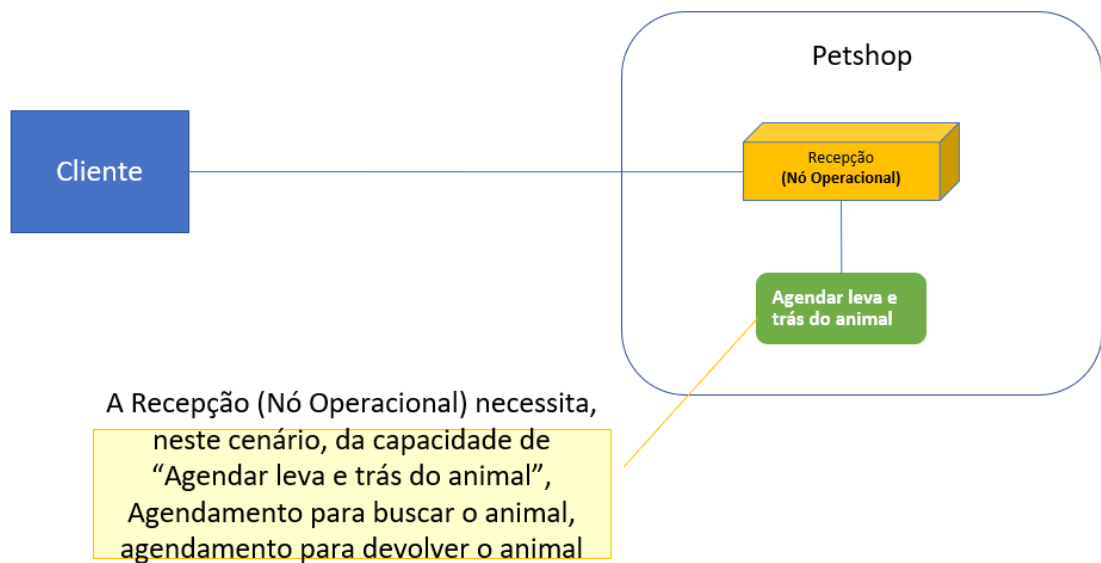 Petshop
Cliente
Recepção
(Nó Operacional)
Agendar leva e
trás do animal
A Recepção (Nó Operacional) necessita,
neste cenário, da capacidade de
“Agendar leva e trás do animal”,
Agendamento para buscar o animal,
agendamento para devolver o animal